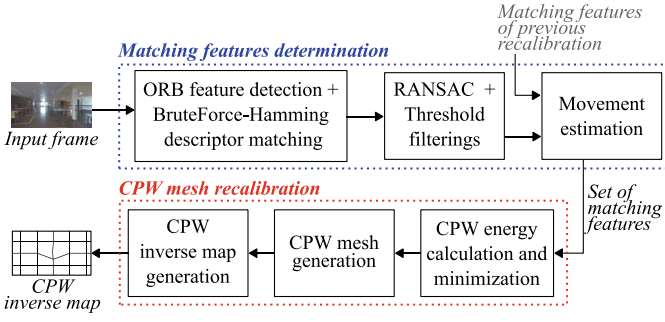 Matching features
of previous
recalibration
Matching features determination
ORB feature detection +
BruteForce-Hamming
descriptor matching
RANSAC +
Threshold
filterings
Movement
estimation
Input frame
CPW mesh recalibration
Set of
matching
features
CPW
inverse map
generation
CPW mesh
generation
CPW energy
calculation and
minimization
CPW
inverse map